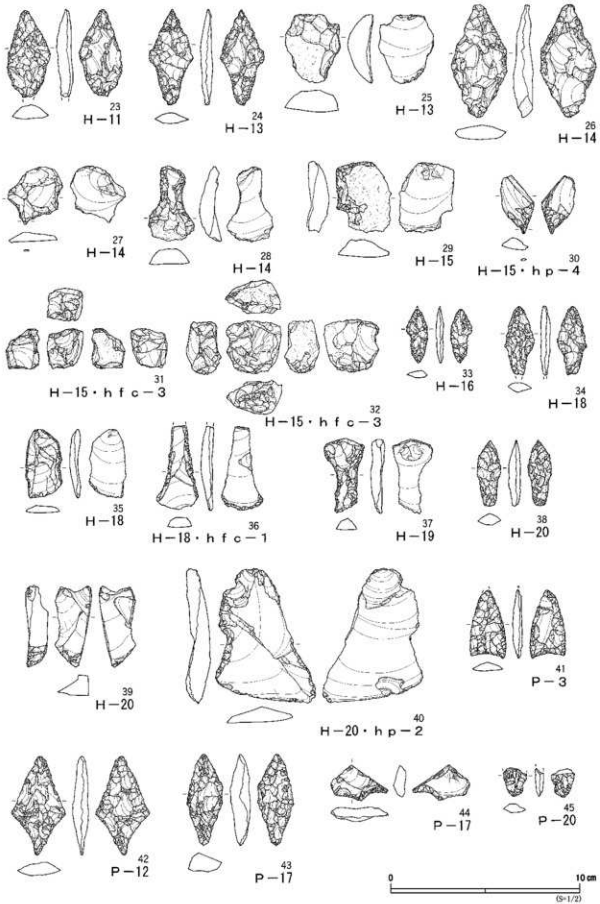 23
H-11
24
H-13
25
H-13
26
H-14
27
H-14
28
H-14
29
H-15
30
H-15・hp-4
31
H-15・hfc-3
32
H-15・hfc-3
33
H-16
34
H-18
35
H-18
36
H-18・hfc-1
37
H-19
38
H-20
39
H-20
40
H-20・hp-2
41
P-3
42
P-12
43
P-17
44
P-17
45
P-20
0 10cm
(S=1/2)